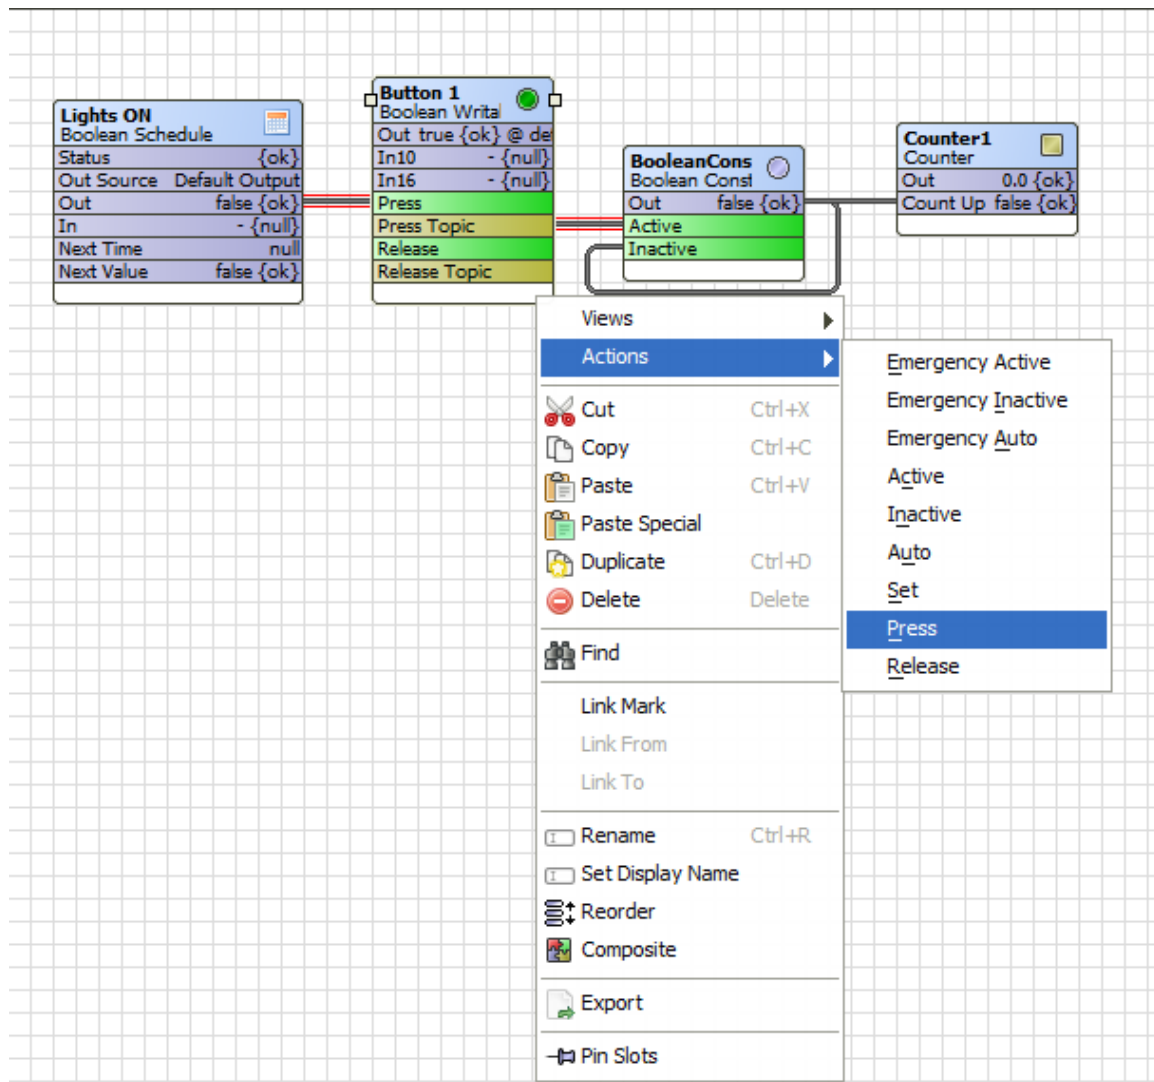 Lights ON
Boolean Schedule
Status {ok}
Out Source Default Output
Out false {ok}
In - {null}
Next Time null
Next Value false {ok}
Button 1
Boolean Writal
Out true {ok} @ de
In10 - {null}
In16 - {null}
Press
Press Topic
Release
Release Topic
BooleanCons
Boolean Const
Out false {ok}
Active
Inactive
Counter1
Counter
Out 0.0 {ok}
Count Up false {ok}
Views
Actions
Cut Ctrl+X
Copy Ctrl+C
Paste Ctrl+V
Paste Special
Duplicate Ctrl+D
Delete Delete
Find
Link Mark
Link From
Link To
Rename Ctrl+R
Set Display Name
Reorder
Composite
Export
Pin Slots
Emergency Active
Emergency Inactive
Emergency Auto
Active
Inactive
Auto
Set
Press
Release